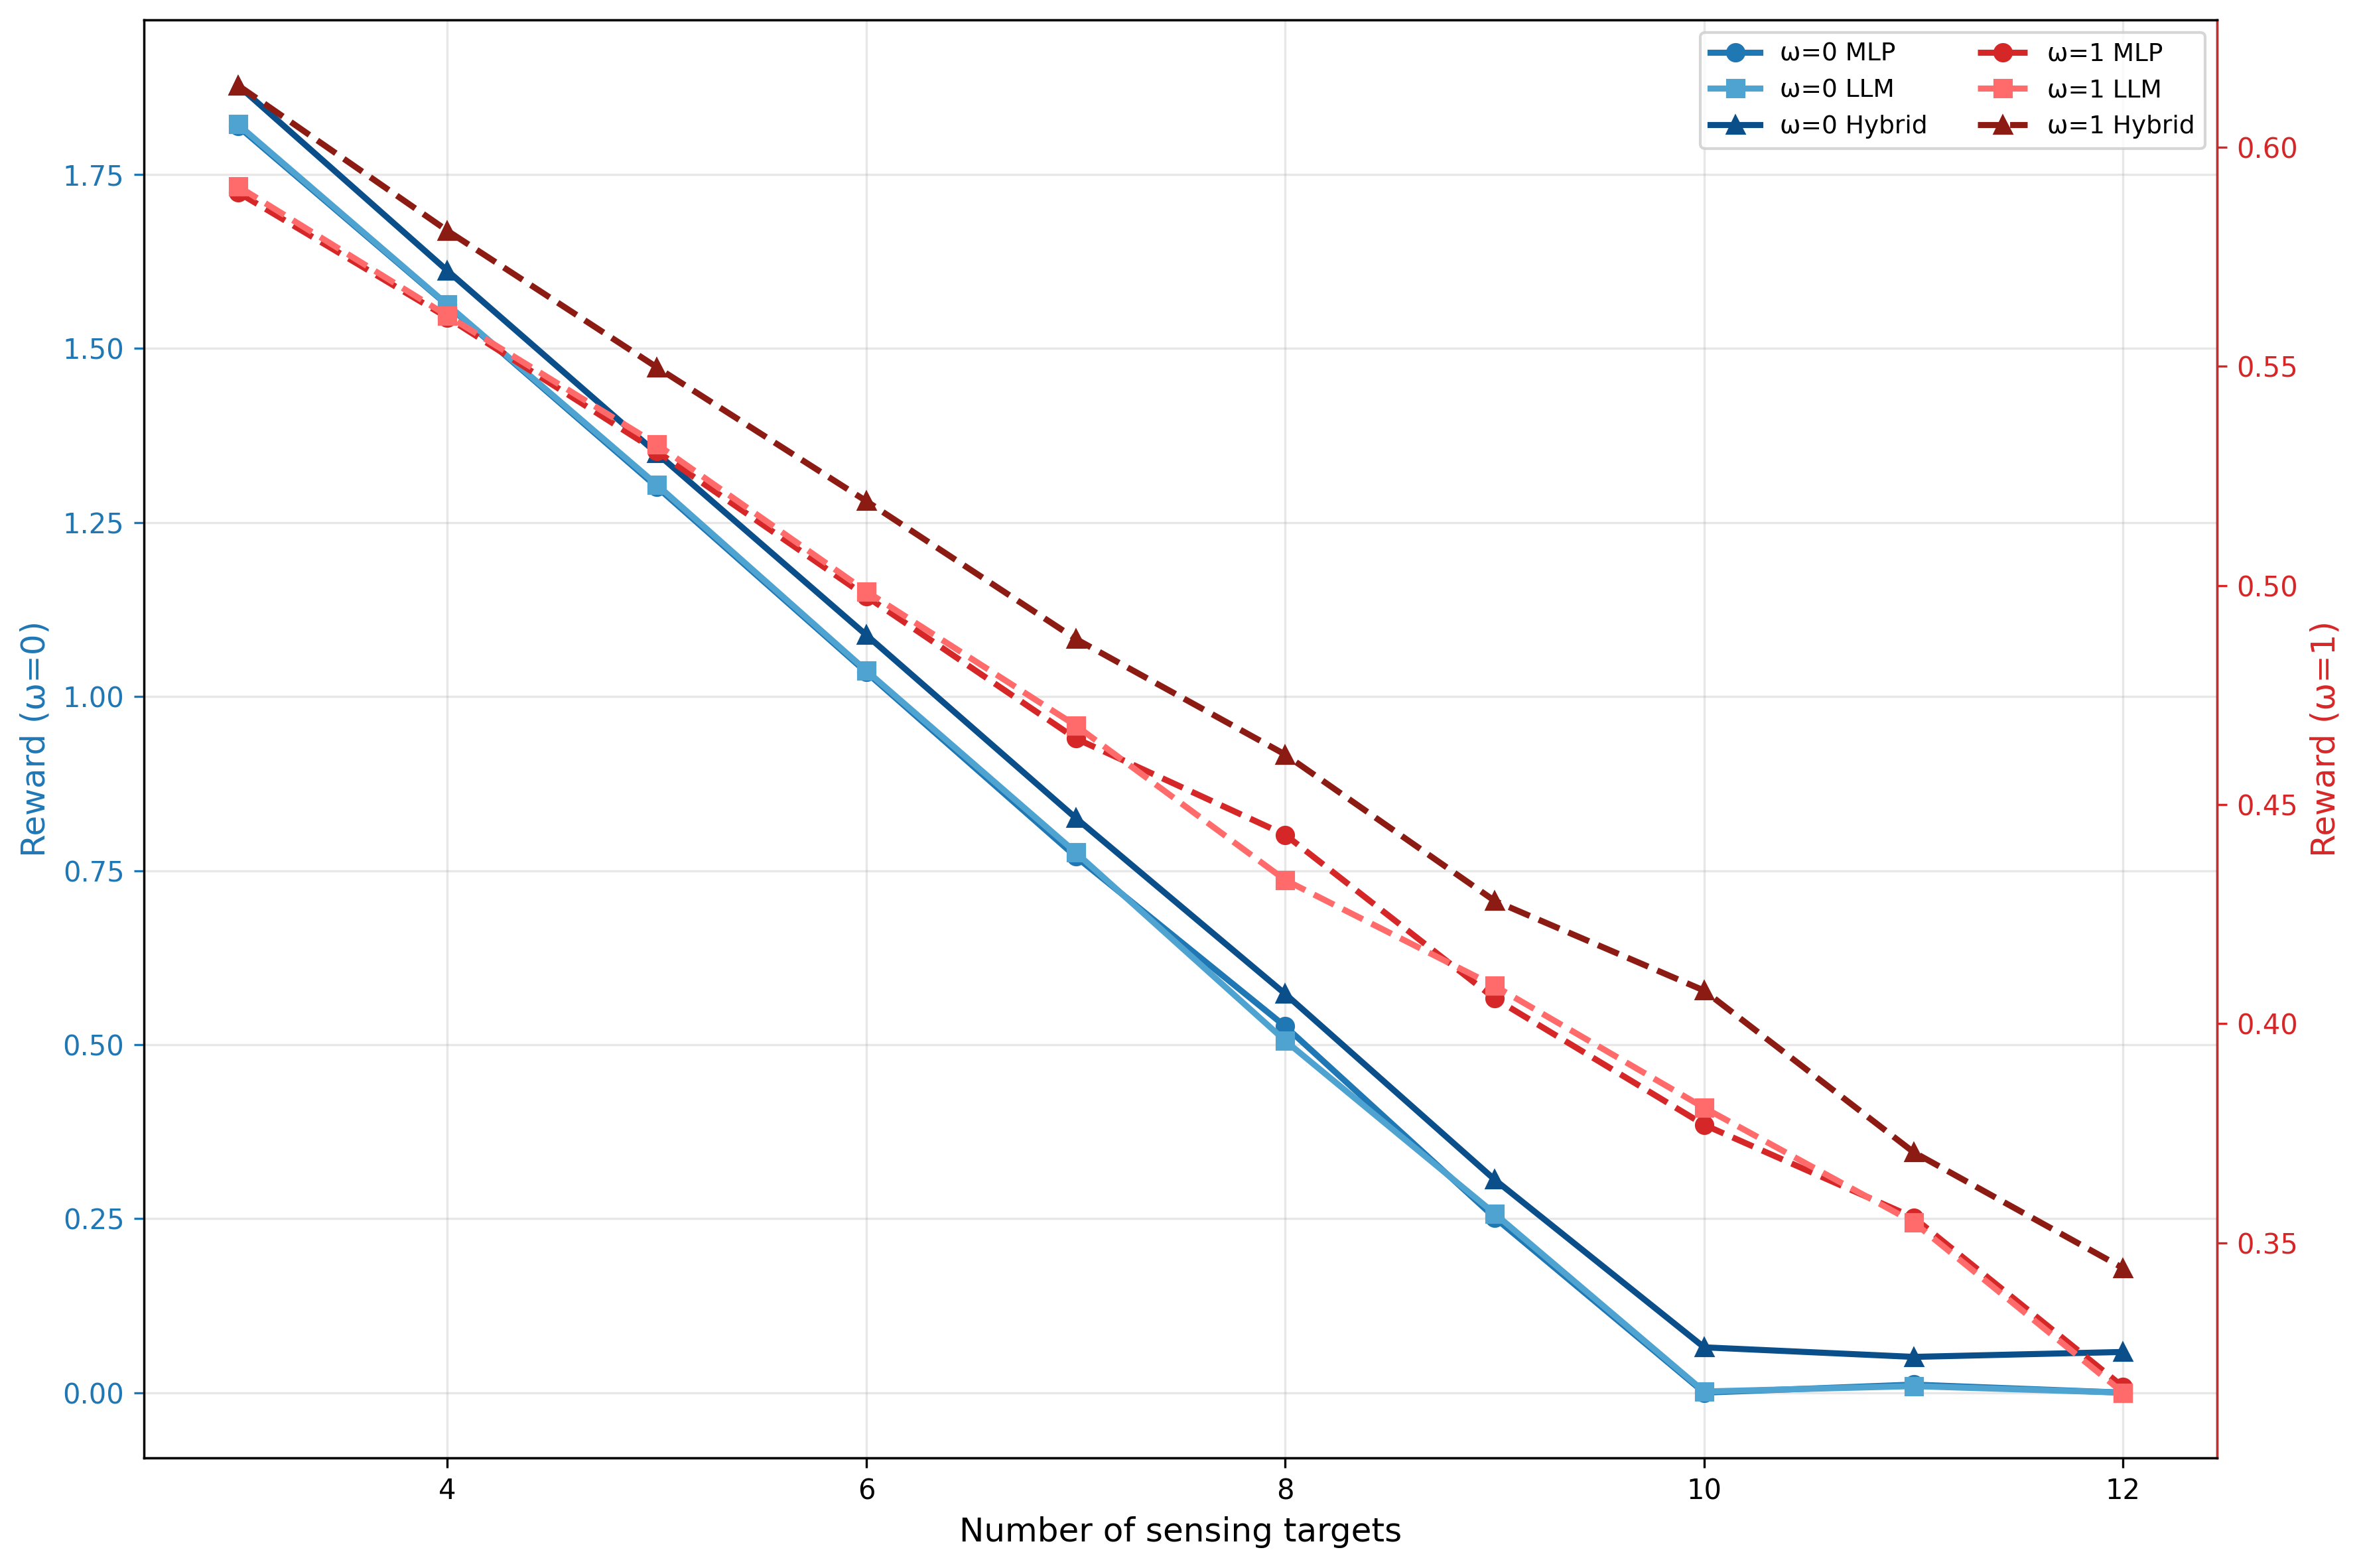 ω=0 MLP
ω=0 LLM
ω=0 Hybrid
ω=1 MLP
ω=1 LLM
ω=1 Hybrid
Reward (ω=0)
1.75
1.50
1.25
1.00
0.75
0.50
0.25
0.00
0.60
0.55
0.50
0.45
0.40
0.35
Reward (ω=1)
4
6
8
10
12
Number of sensing targets